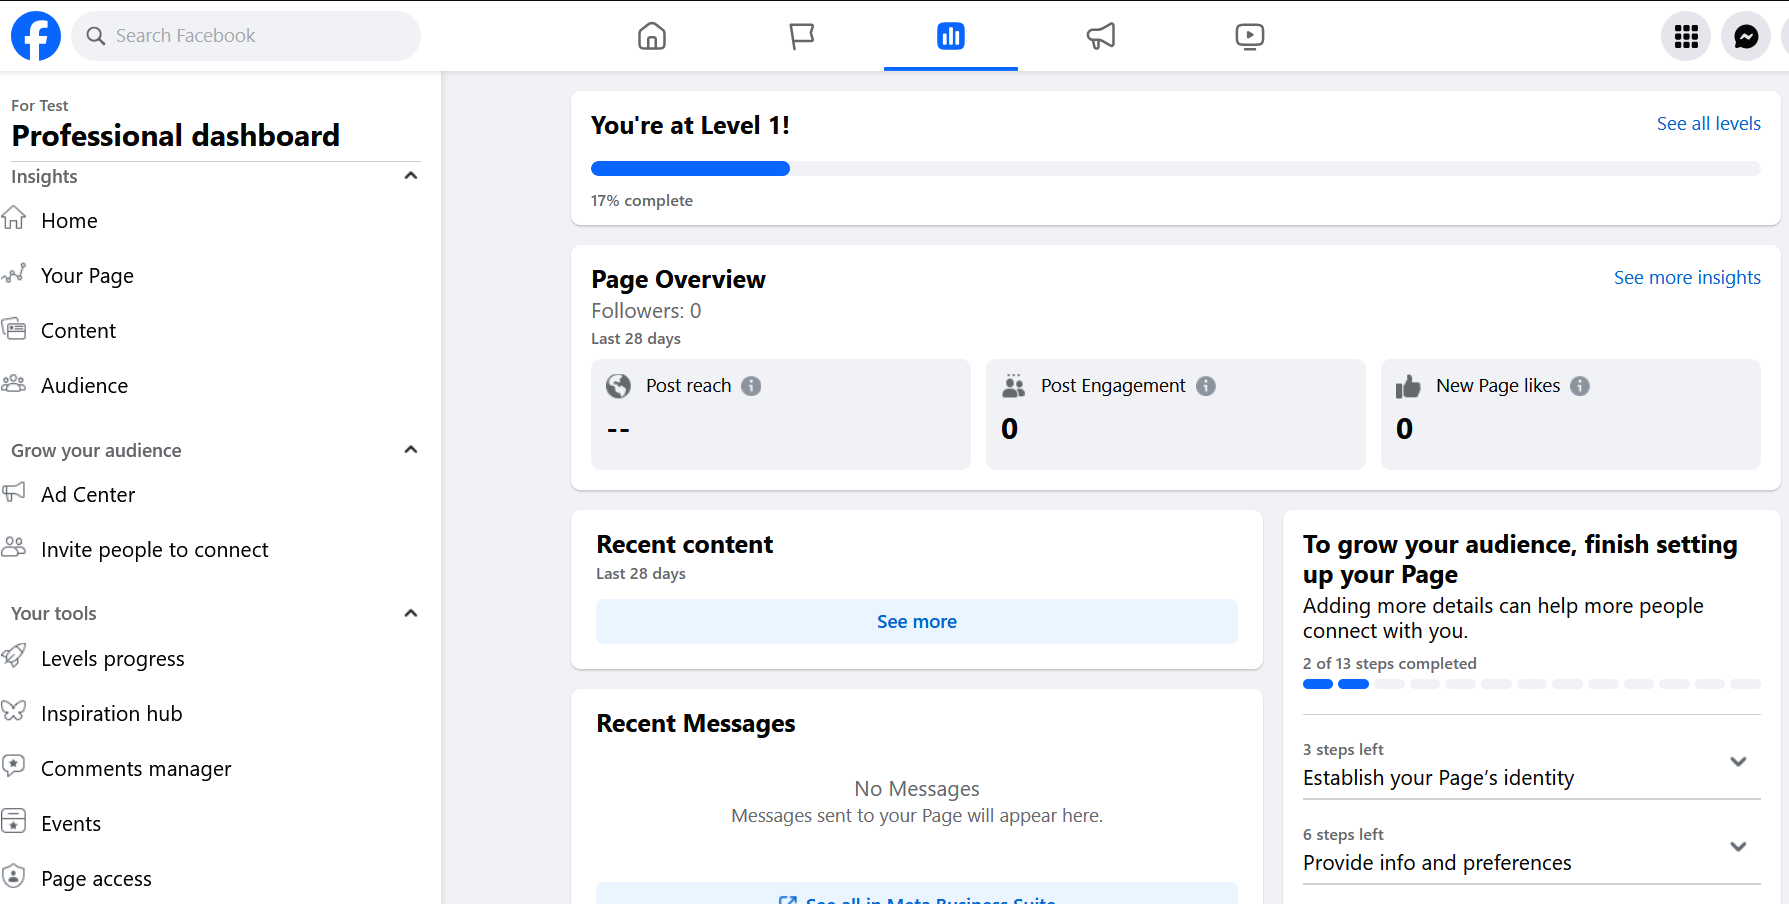 Search Facebook
For Test
Professional dashboard
Insights
Home
Your Page
Content
Audience
Grow your audience
Ad Center
Invite people to connect
Your tools
Levels progress
Inspiration hub
Comments manager
Events
Page access
You're at Level 1!
See all levels
17% complete
Page Overview
See more insights
Followers: 0
Last 28 days
Post reach
--
Post Engagement
0
New Page likes
0
Recent content
Last 28 days
See more
Recent Messages
No Messages
Messages sent to your Page will appear here.
See all in Meta Business Suite
To grow your audience, finish setting
up your Page
Adding more details can help more people
connect with you.
2 of 13 steps completed
3 steps left
Establish your Page’s identity
6 steps left
Provide info and preferences